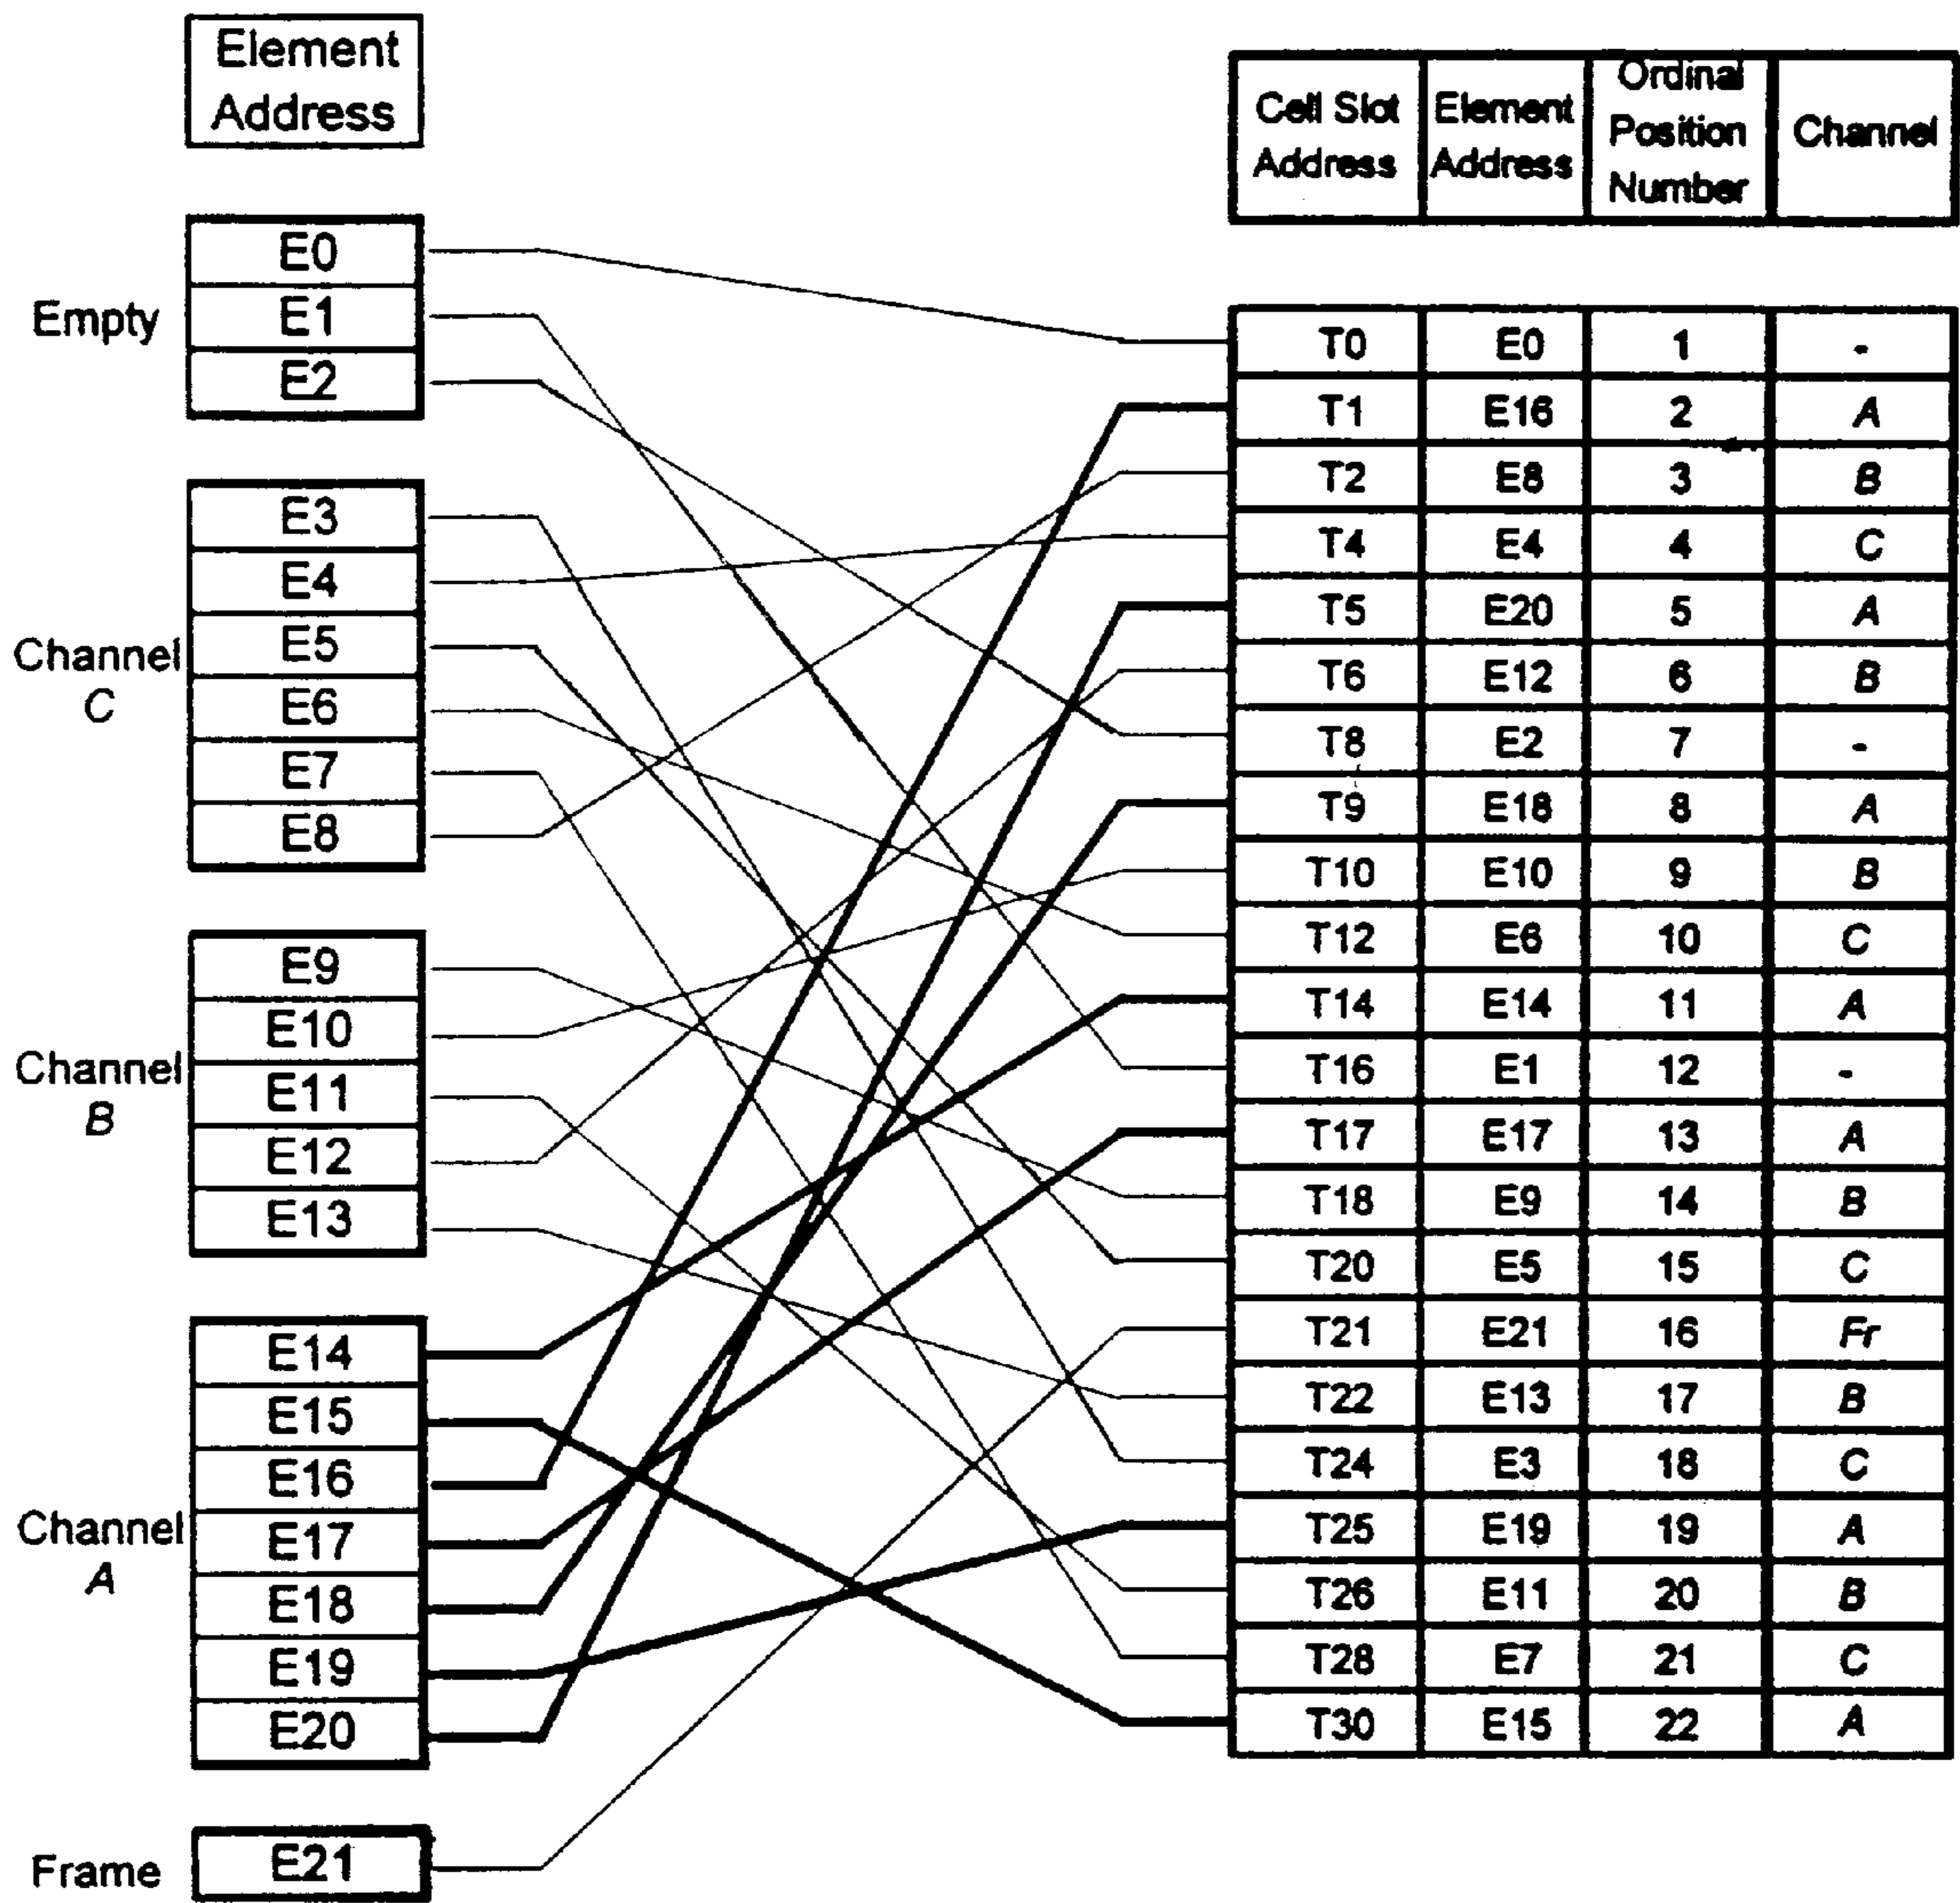 Element
Address
Empty
E0
E1
E2
Channel
C
E3
E4
E5
E6
E7
E8
Channel
B
E9
E10
E11
E12
E13
Channel
A
E14
E15
E16
E17
E18
E19
E20
Frame
E21
Cell Slot Address Element Address Ordinal Position Number Channel
T0 E0 1 -
T1 E16 2 A
T2 E8 3 B
T4 E4 4 C
T5 E20 5 A
T6 E12 6 B
T8 E2 7 -
T9 E18 8 A
T10 E10 9 B
T12 E6 10 C
T14 E14 11 A
T16 E1 12 -
T17 E17 13 A
T18 E9 14 B
T20 E5 15 C
T21 E21 16 Fr
T22 E13 17 B
T24 E3 18 C
T25 E19 19 A
T26 E11 20 B
T28 E7 21 C
T30 E15 22 A